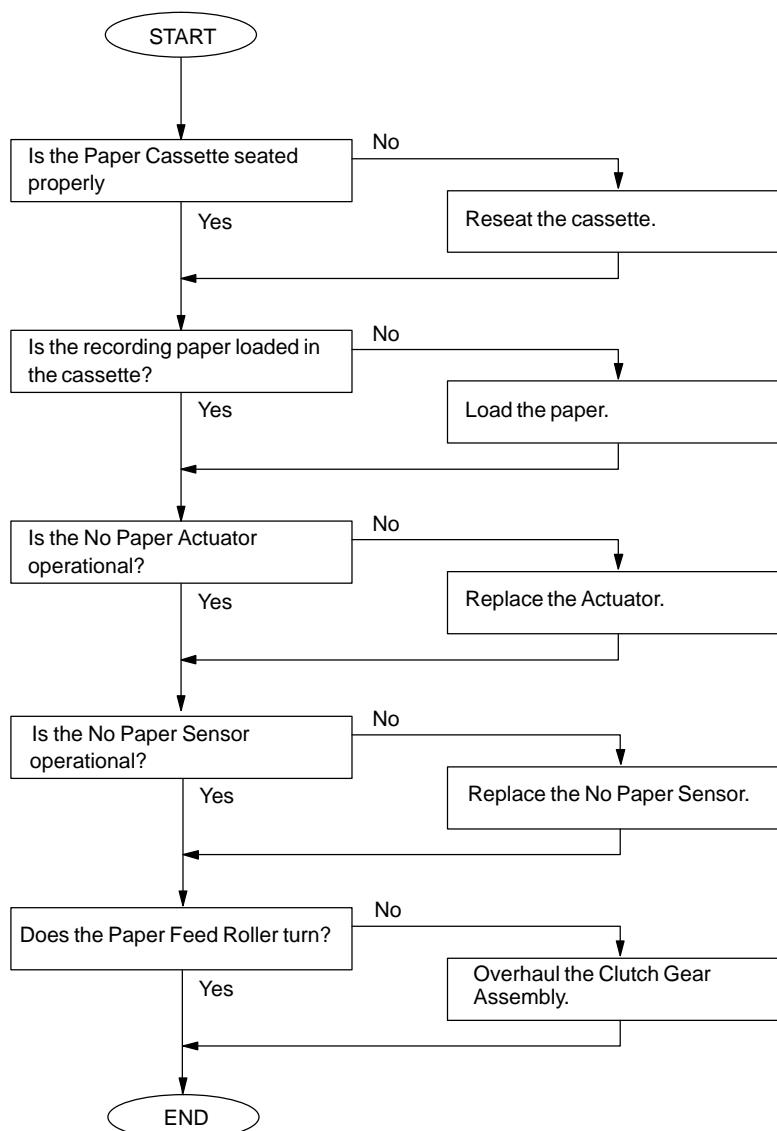 START
Is the Paper Cassette seated
properly
No
Reseat the cassette.
Yes
Is the recording paper loaded in
the cassette?
No
Load the paper.
Yes
Is the No Paper Actuator
operational?
No
Replace the Actuator.
Yes
Is the No Paper Sensor
operational?
No
Replace the No Paper Sensor.
Yes
Does the Paper Feed Roller turn?
No
Overhaul the Clutch Gear
Assembly.
Yes
END